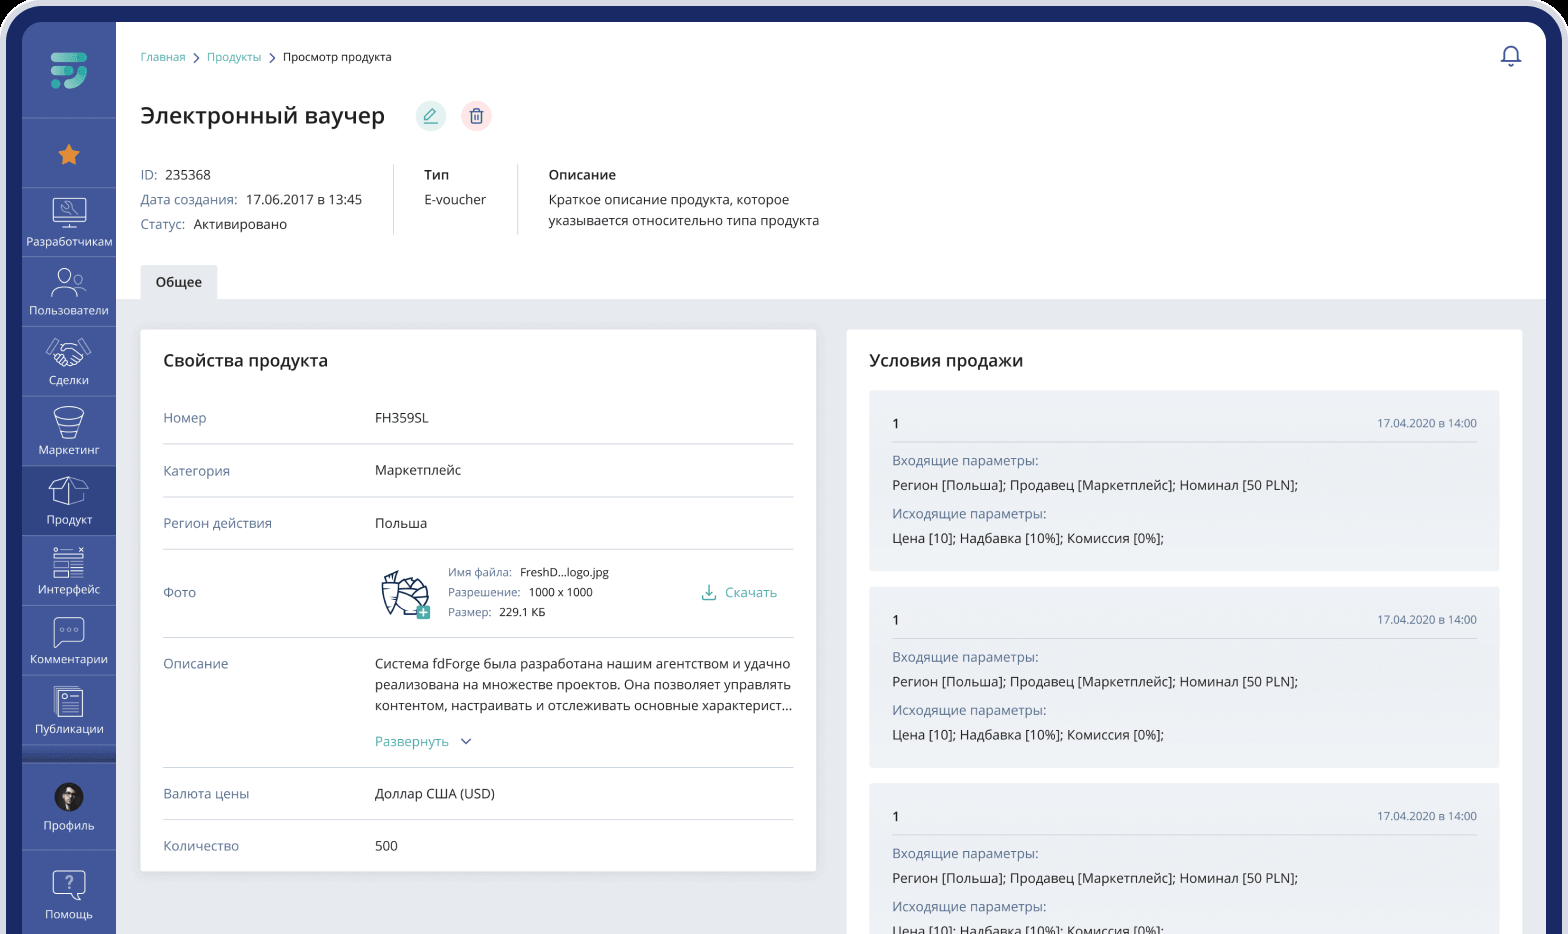 Главная > Продукты > Просмотр продукта
Электронный ваучер
ID: 235368
Дата создания: 17.06.2017 в 13:45
Статус: Активировано
Тип
E-voucher
Описание
Краткое описание продукта, которое
указывается относительно типа продукта
Общее
Разработчикам
Пользователи
Сделки
Маркетинг
Продукт
Интерфейс
Комментарии
Публикации
Профиль
Помощь
Свойства продукта
Номер FH359SL
Категория Маркетплейс
Регион действия Польша
Фото
Имя файла: FreshD...logo.jpg
Разрешение: 1000 x 1000
Размер: 229.1 КБ
Скачать
Описание
Система fdForge была разработана нашим агентством и удачно
реализована на множестве проектов. Она позволяет управлять
контентом, настраивать и отслеживать основные характерист...
Развернуть
Валюта цены Доллар США (USD)
Количество 500
Условия продажи
1 17.04.2020 в 14:00
Входящие параметры:
Регион [Польша]; Продавец [Маркетплейс]; Номинал [50 PLN];
Исходящие параметры:
Цена [10]; Надбавка [10%]; Комиссия [0%];
1 17.04.2020 в 14:00
Входящие параметры:
Регион [Польша]; Продавец [Маркетплейс]; Номинал [50 PLN];
Исходящие параметры:
Цена [10]; Надбавка [10%]; Комиссия [0%];
1 17.04.2020 в 14:00
Входящие параметры:
Регион [Польша]; Продавец [Маркетплейс]; Номинал [50 PLN];
Исходящие параметры:
Цена [10]; Надбавка [10%]; Комиссия [0%];